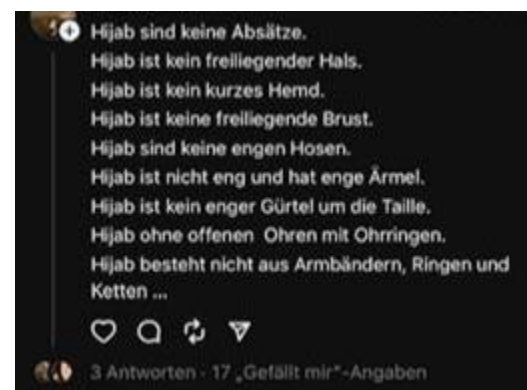 Hijab sind keine Absätze.
Hijab ist kein freiliegender Hals.
Hijab ist kein kurzes Hemd.
Hijab ist keine freiliegende Brust.
Hijab sind keine engen Hosen.
Hijab ist nicht eng und hat enge Ärmel.
Hijab ist kein enger Gürtel um die Taille.
Hijab ohne offenen Ohren mit Ohrringen.
Hijab besteht nicht aus Armbändern, Ringen und
Ketten ...
3 Antworten · 17 „Gefällt mir"-Angaben